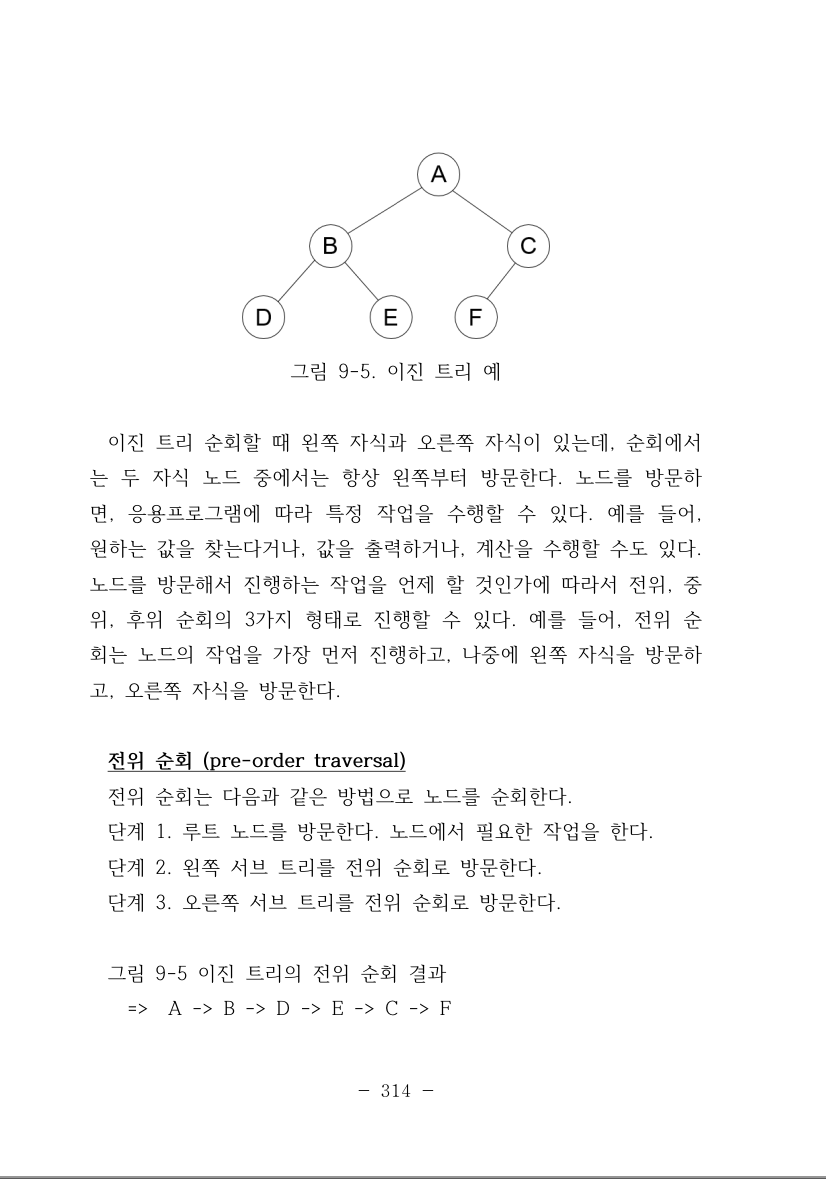 A
B
C
D
E
F
그림 9-5. 이진 트리 예
이진 트리 순회할 때 왼쪽 자식과 오른쪽 자식이 있는데, 순회에서
는 두 자식 노드 중에서는 항상 왼쪽부터 방문한다. 노드를 방문하
면, 응용프로그램에 따라 특정 작업을 수행할 수 있다. 예를 들어,
원하는 값을 찾는다거나, 값을 출력하거나, 계산을 수행할 수도 있다.
노드를 방문해서 진행하는 작업을 언제 할 것인가에 따라서 전위, 중
위, 후위 순회의 3가지 형태로 진행할 수 있다. 예를 들어, 전위 순
회는 노드의 작업을 가장 먼저 진행하고, 나중에 왼쪽 자식을 방문하
고, 오른쪽 자식을 방문한다.
전위 순회 (pre-order traversal)
전위 순회는 다음과 같은 방법으로 노드를 순회한다.
단계 1. 루트 노드를 방문한다. 노드에서 필요한 작업을 한다.
단계 2. 왼쪽 서브 트리를 전위 순회로 방문한다.
단계 3. 오른쪽 서브 트리를 전위 순회로 방문한다.
그림 9-5 이진 트리의 전위 순회 결과
=> A -> B -> D -> E -> C -> F
- 314 -